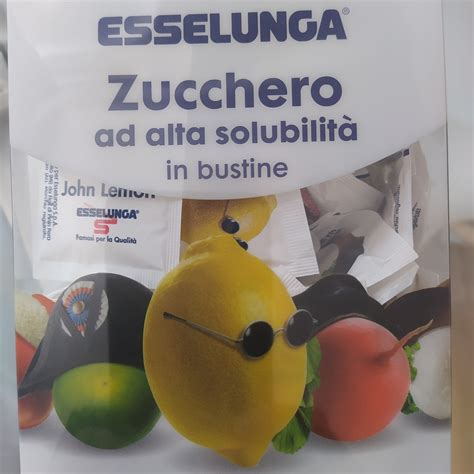 ESSELUNGA®
Zucchero
ad alta solubilità
in bustine
John Lemon
ESSELUNGA®
Famosi per la Qualità